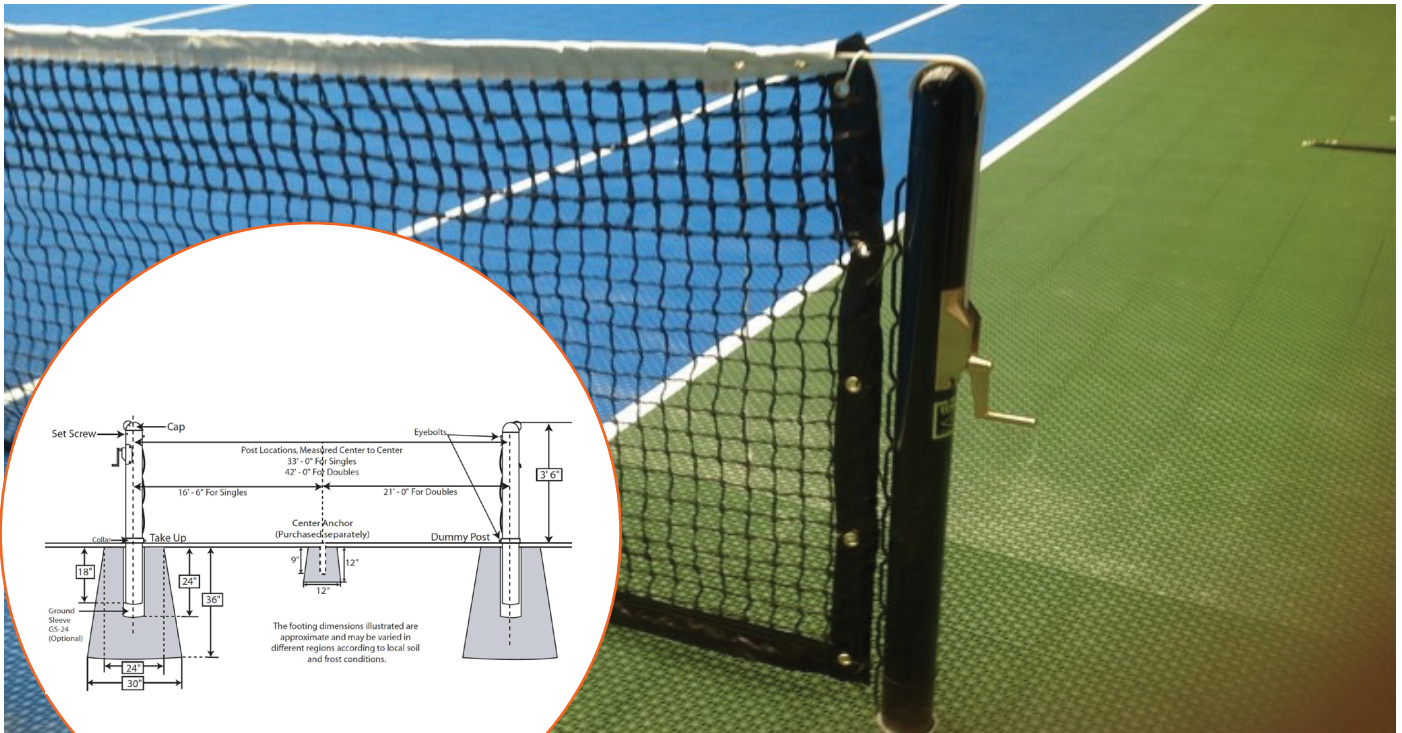 Set Screw
Cap
Eyebolts
Post Locations, Measured Center to Center
33' - 0" For Singles
42' - 0" For Doubles
3' 6"
16' - 6" For Singles
21' - 0" For Doubles
Center Anchor
(Purchased separately)
Collar
Take Up
Dummy Post
18"
24"
36"
9"
12"
12"
Ground
Sleeve
GS-24
(Optional)
The footing dimensions illustrated are
approximate and may be varied in
different regions according to local soil
and frost conditions.
24"
30"